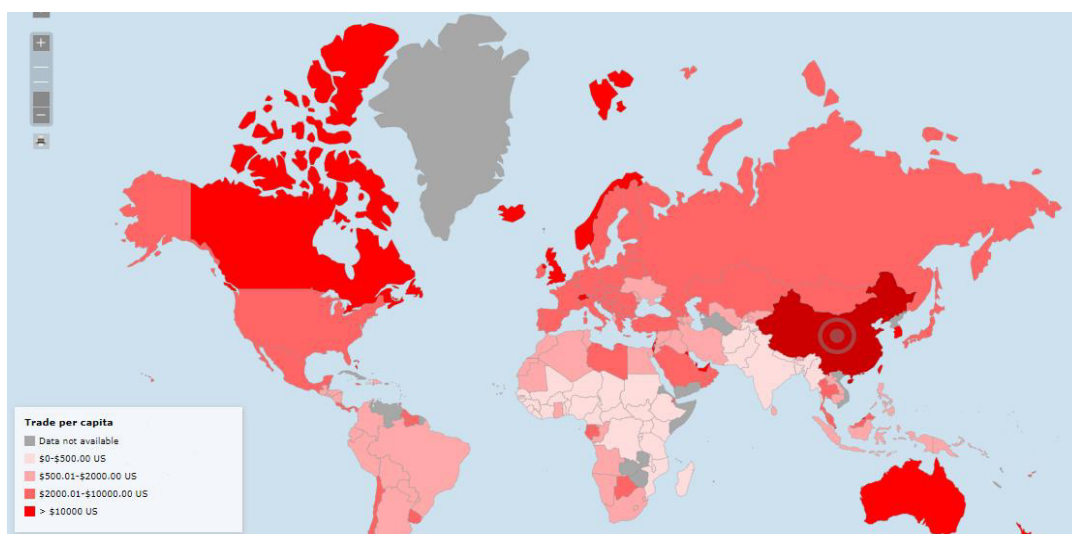 +
−
Trade per capita
Data not available
$0-$500.00 US
$500.01-$2000.00 US
$2000.01-$10000.00 US
> $10000 US